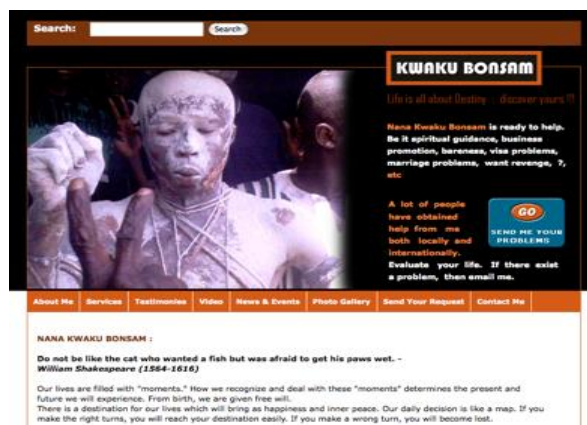 Search:
Search
KWAKU BONSAM
Life is all about Destiny : discover yours !!!
Nana Kwaku Bonsam is ready to help.
Be it spiritual guidance, business
promotion, bareness, visa problems,
marriage problems, want revenge, ?,
etc
A lot of people
have obtained
help from me
both locally and
internationally.
Evaluate your life. If there exist
a problem, then email me.
GO
SEND ME YOUR
PROBLEMS
About Me Services Testimonies Video News & Events Photo Gallery Send Your Request Contact Me
NANA KWAKU BONSAM :
Do not be like the cat who wanted a fish but was afraid to get his paws wet. -
William Shakespeare (1564-1616)
Our lives are filled with "moments." How we recognize and deal with these "moments" determines the present and
future we will experience. From birth, we are given free will.
There is a destination for our lives which will bring as happiness and inner peace. Our daily decision is like a map. If you
make the right turns, you will reach your destination easily. If you make a wrong turn, you will become lost.